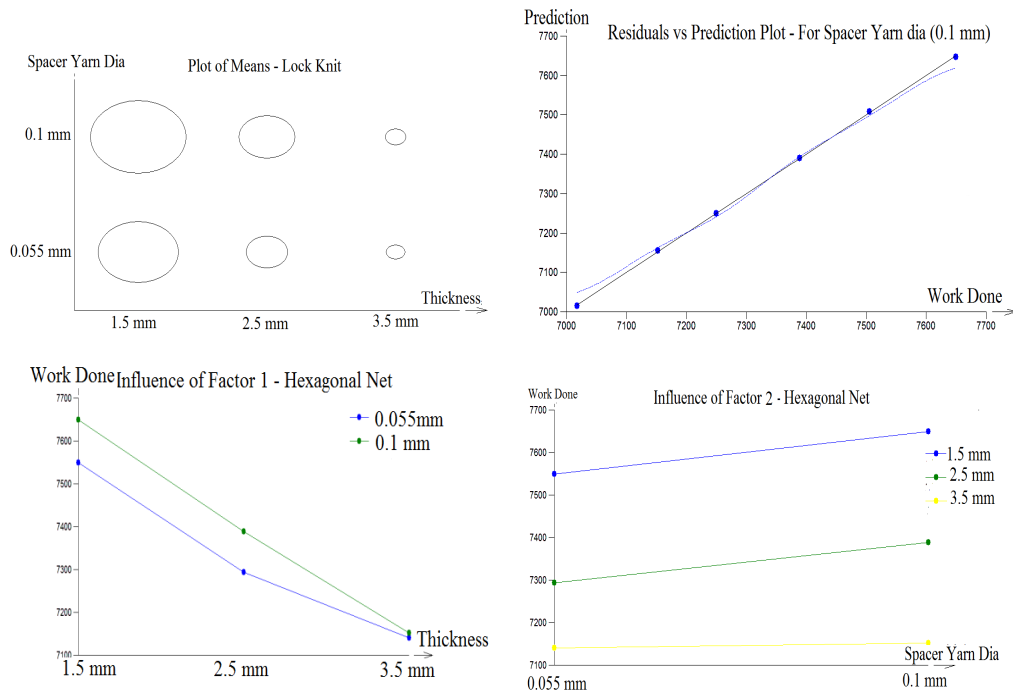 Spacer Yarn Dia
Plot of Means - Lock Knit
0.1 mm
0.055 mm
Thickness
1.5 mm
2.5 mm
3.5 mm
Prediction
Residuals vs Prediction Plot - For Spacer Yarn dia (0.1 mm)
7700
7600
7500
7400
7300
7200
7100
7000
7000
7100
7200
7300
7400
7500
7600
7700
Work Done
Work Done
Influence of Factor 1 - Hexagonal Net
0.055mm
0.1 mm
7700
7600
7500
7400
7300
7200
7100
Thickness
1.5 mm
2.5 mm
3.5 mm
Work Done
Influence of Factor 2 - Hexagonal Net
1.5 mm
2.5 mm
3.5 mm
7700
7600
7500
7400
7300
7200
7100
Spacer Yarn Dia
0.055 mm
0.1 mm